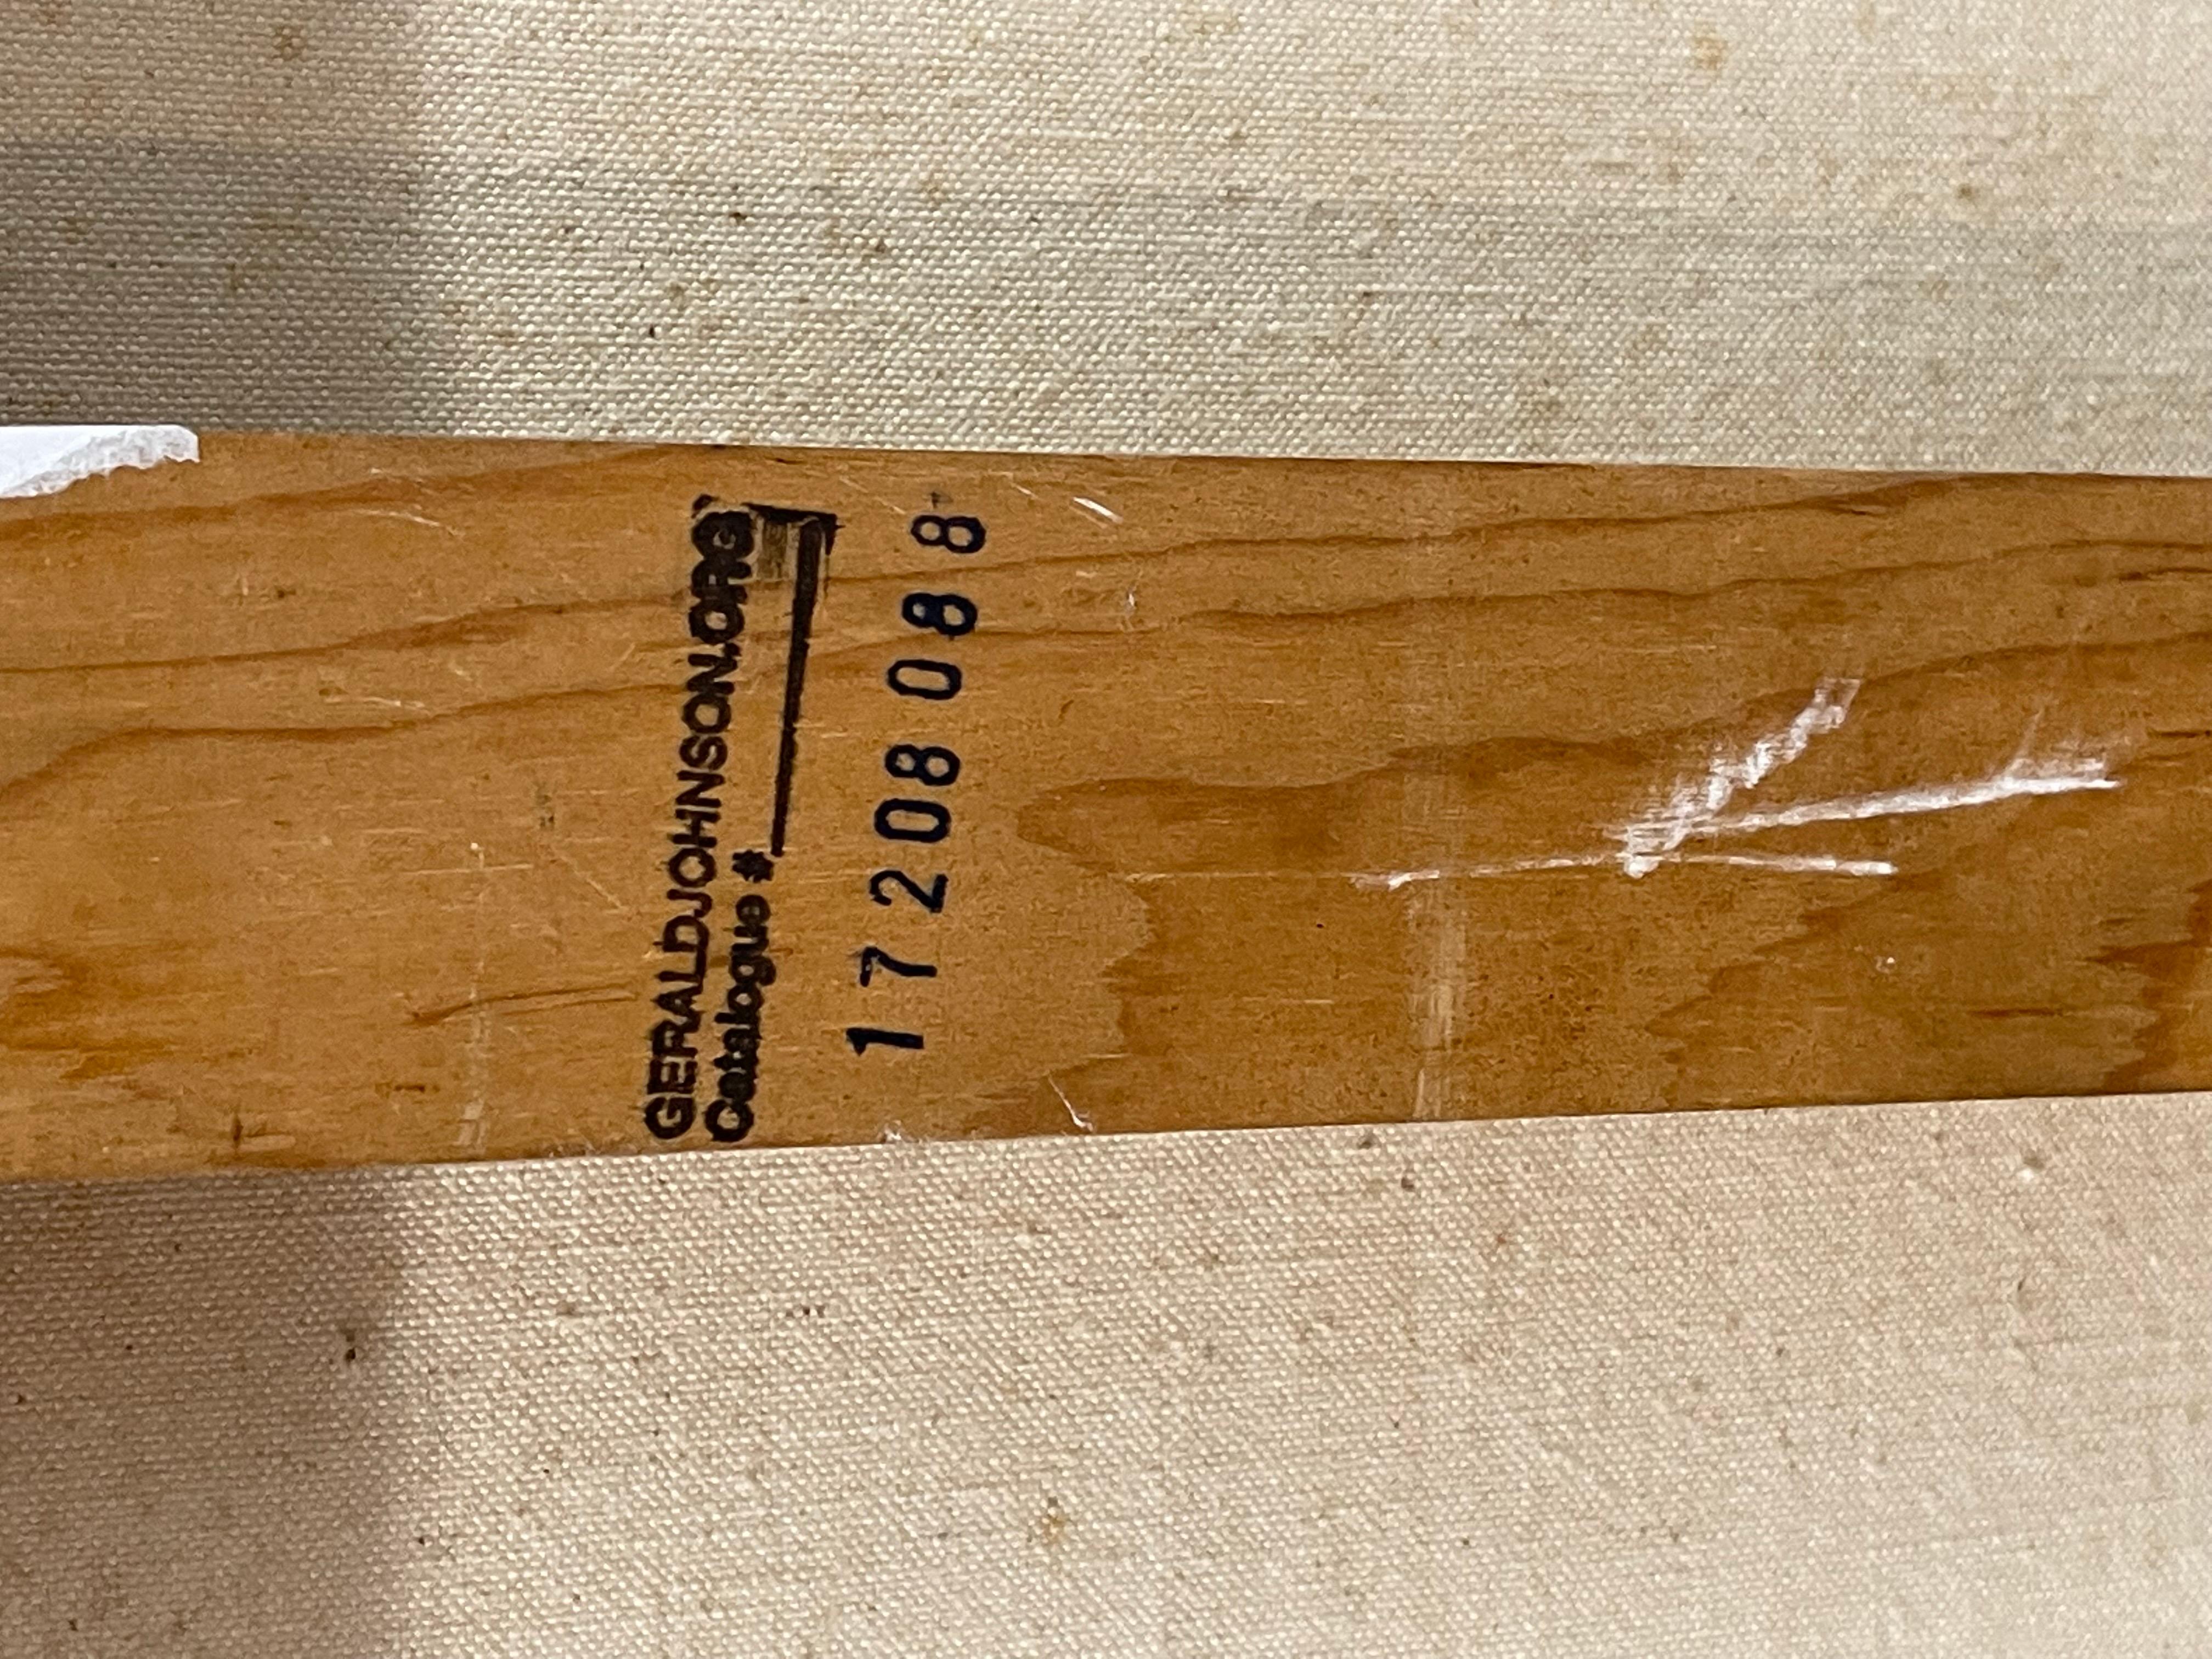 GERALDJOHNSON.ORG
Catalogue #
17208088